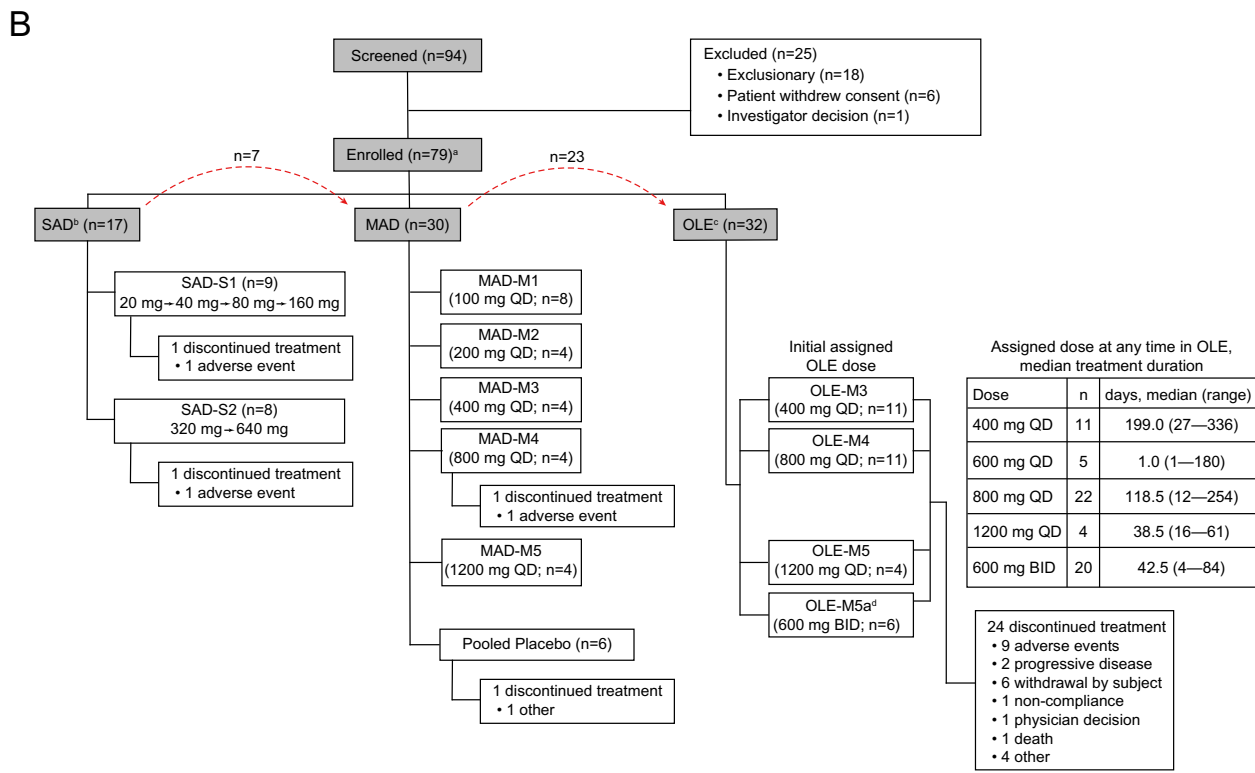 B
Screened (n=94)
Excluded (n=25)
• Exclusionary (n=18)
• Patient withdrew consent (n=6)
• Investigator decision (n=1)
Enrolled (n=79)ᵃ
n=7
n=23
SADᵇ (n=17)
MAD (n=30)
OLEᶜ (n=32)
SAD-S1 (n=9)
20 mg→40 mg→80 mg→160 mg
1 discontinued treatment
• 1 adverse event
SAD-S2 (n=8)
320 mg→640 mg
1 discontinued treatment
• 1 adverse event
MAD-M1
(100 mg QD; n=8)
MAD-M2
(200 mg QD; n=4)
MAD-M3
(400 mg QD; n=4)
MAD-M4
(800 mg QD; n=4)
1 discontinued treatment
• 1 adverse event
MAD-M5
(1200 mg QD; n=4)
Pooled Placebo (n=6)
1 discontinued treatment
• 1 other
Initial assigned
OLE dose
OLE-M3
(400 mg QD; n=11)
OLE-M4
(800 mg QD; n=11)
OLE-M5
(1200 mg QD; n=4)
OLE-M5aᵈ
(600 mg BID; n=6)
Assigned dose at any time in OLE,
median treatment duration
Dose n days, median (range)
400 mg QD 11 199.0 (27—336)
600 mg QD 5 1.0 (1—180)
800 mg QD 22 118.5 (12—254)
1200 mg QD 4 38.5 (16—61)
600 mg BID 20 42.5 (4—84)
24 discontinued treatment
• 9 adverse events
• 2 progressive disease
• 6 withdrawal by subject
• 1 non-compliance
• 1 physician decision
• 1 death
• 4 other